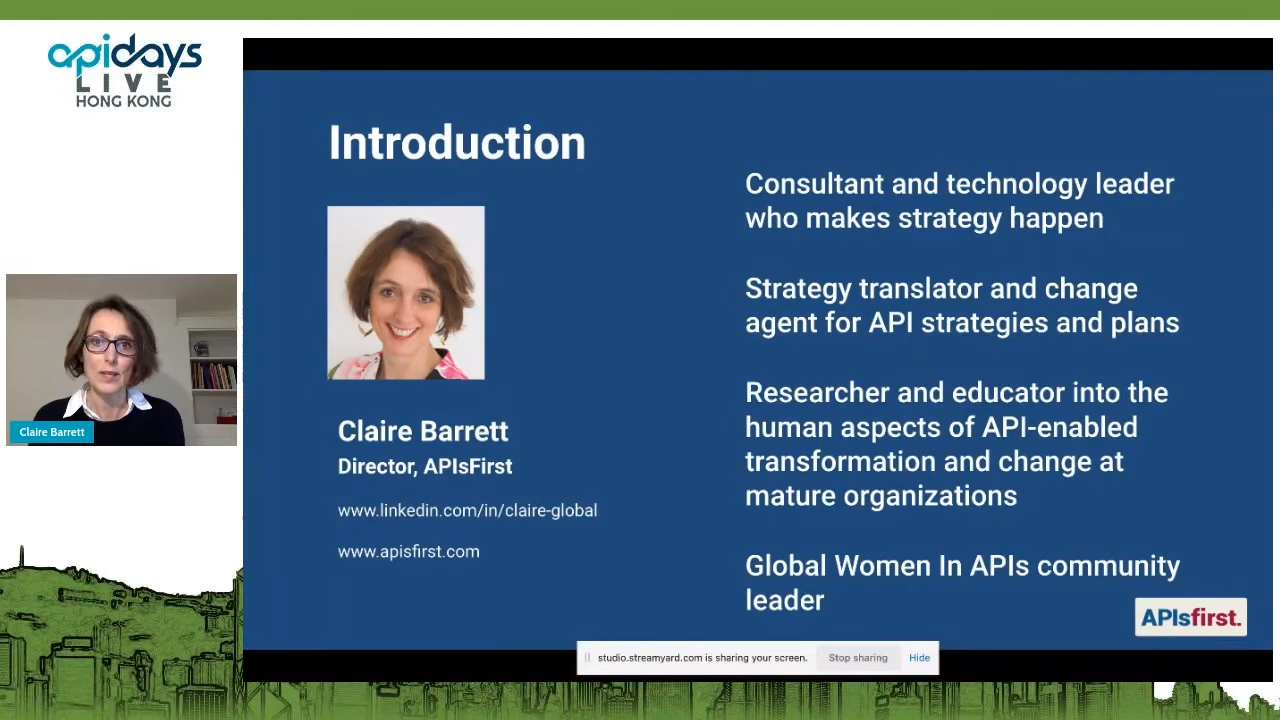 apidays
LIVE
HONG KONG
Claire Barrett
Introduction
Claire Barrett
Director, APIsFirst
www.linkedin.com/in/claire-global
www.apisfirst.com
Consultant and technology leader
who makes strategy happen
Strategy translator and change
agent for API strategies and plans
Researcher and educator into the
human aspects of API-enabled
transformation and change at
mature organizations
Global Women In APIs community
leader
APIsfirst.
studio.streamyard.com is sharing your screen. Stop sharing Hide